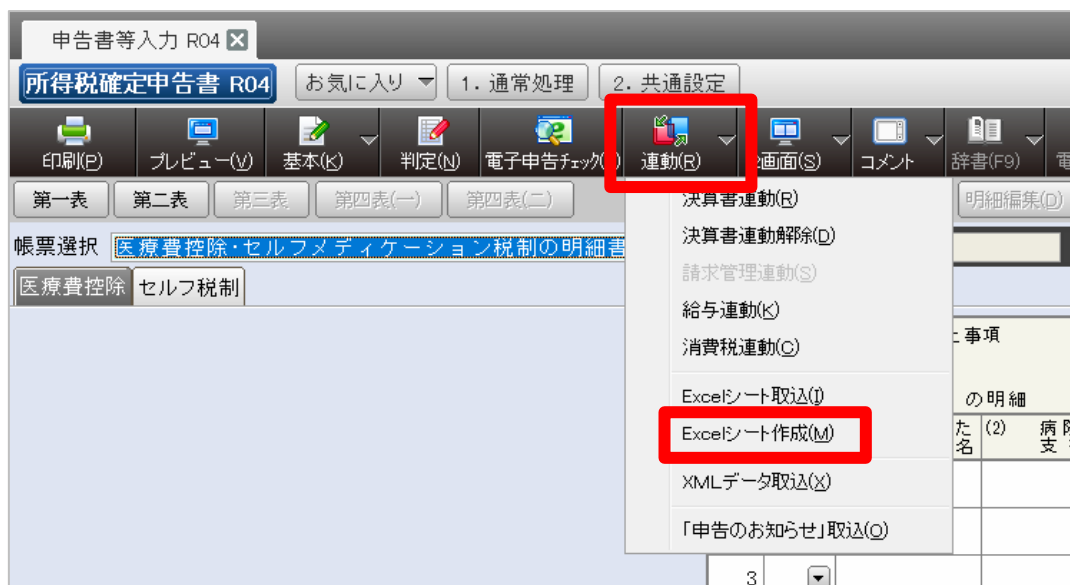 申告書等入力 R04
所得税確定申告書 R04 お気に入り 1. 通常処理 2. 共通設定
印刷(P) プレビュー(V) 基本(K) 判定(N) 電子申告チェック( 連動(R) 画面(S) コメント 辞書(F9) 電
第一表 第二表 第三表 第四表(一) 第四表(二) 明細編集(D)
帳票選択 医療費控除・セルフメディケーション税制の明細書
医療費控除 セルフ税制
決算書連動(R)
決算書連動解除(D)
請求管理連動(S)
給与連動(K)
消費税連動(C)
Excelシート取込(I)
Excelシート作成(M)
XMLデータ取込(X)
「申告のお知らせ」取込(O)
事項
の明細
た (2) 病院
名 支
3